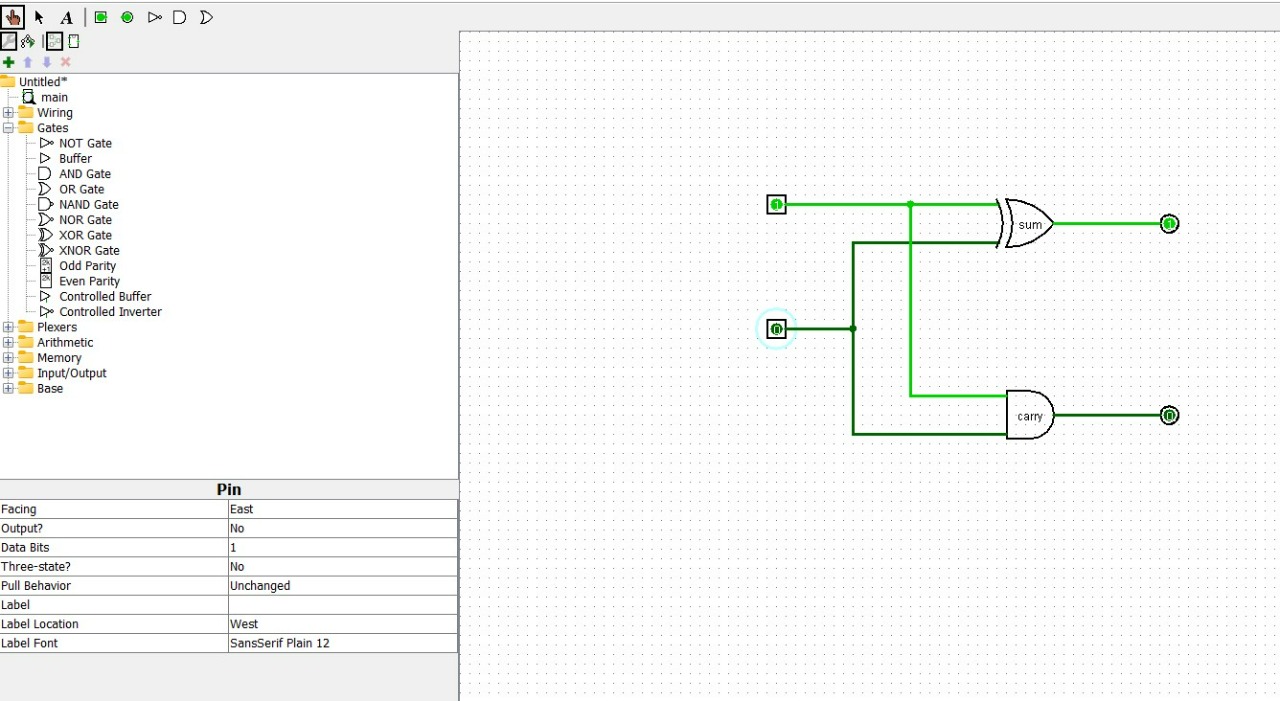 A
Untitled*
main
Wiring
Gates
NOT Gate
Buffer
AND Gate
OR Gate
NAND Gate
NOR Gate
XOR Gate
XNOR Gate
Odd Parity
Even Parity
Controlled Buffer
Controlled Inverter
Plexers
Arithmetic
Memory
Input/Output
Base
Pin
Facing East
Output? No
Data Bits 1
Three-state? No
Pull Behavior Unchanged
Label
Label Location West
Label Font SansSerif Plain 12
1
sum
1
0
carry
0